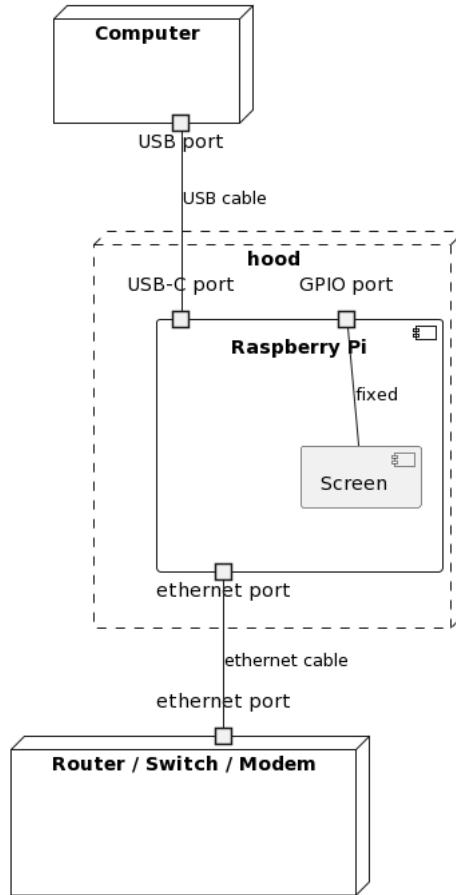 Computer
USB port
USB cable
hood
USB-C port
GPIO port
Raspberry Pi
fixed
Screen
ethernet port
ethernet cable
ethernet port
Router / Switch / Modem